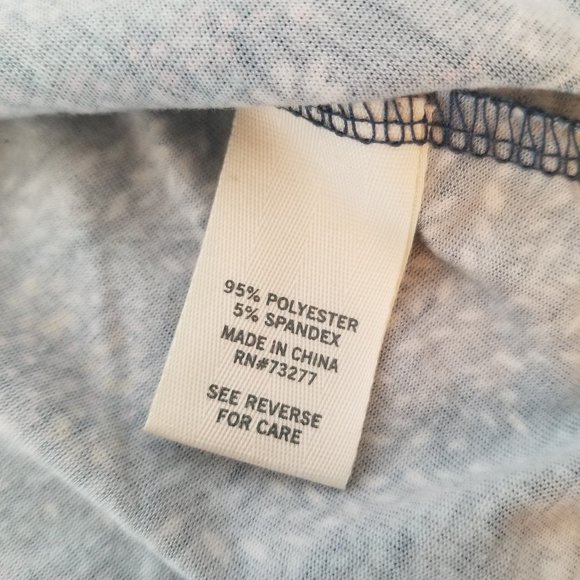 95% POLYESTER
5% SPANDEX
MADE IN CHINA
RN#73277
SEE REVERSE
FOR CARE